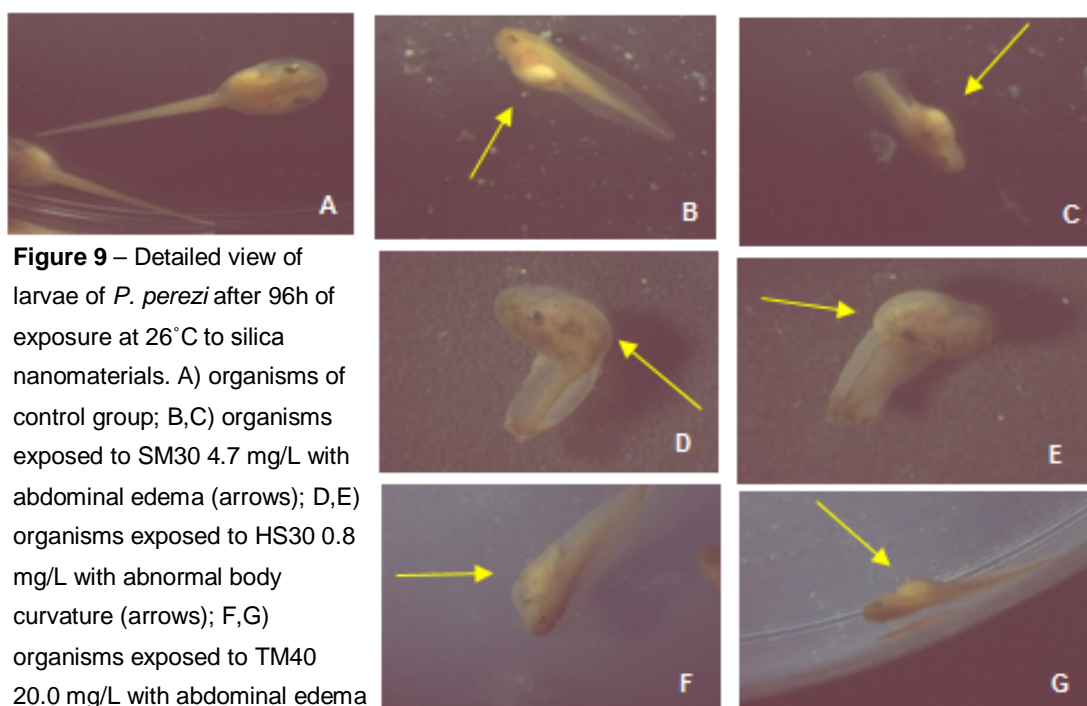 A
B
C
Figure 9 – Detailed view of
larvae of P. perezi after 96h of
exposure at 26˚C to silica
nanomaterials. A) organisms of
control group; B,C) organisms
exposed to SM30 4.7 mg/L with
abdominal edema (arrows); D,E)
organisms exposed to HS30 0.8
mg/L with abnormal body
curvature (arrows); F,G)
organisms exposed to TM40
20.0 mg/L with abdominal edema
D
E
F
G